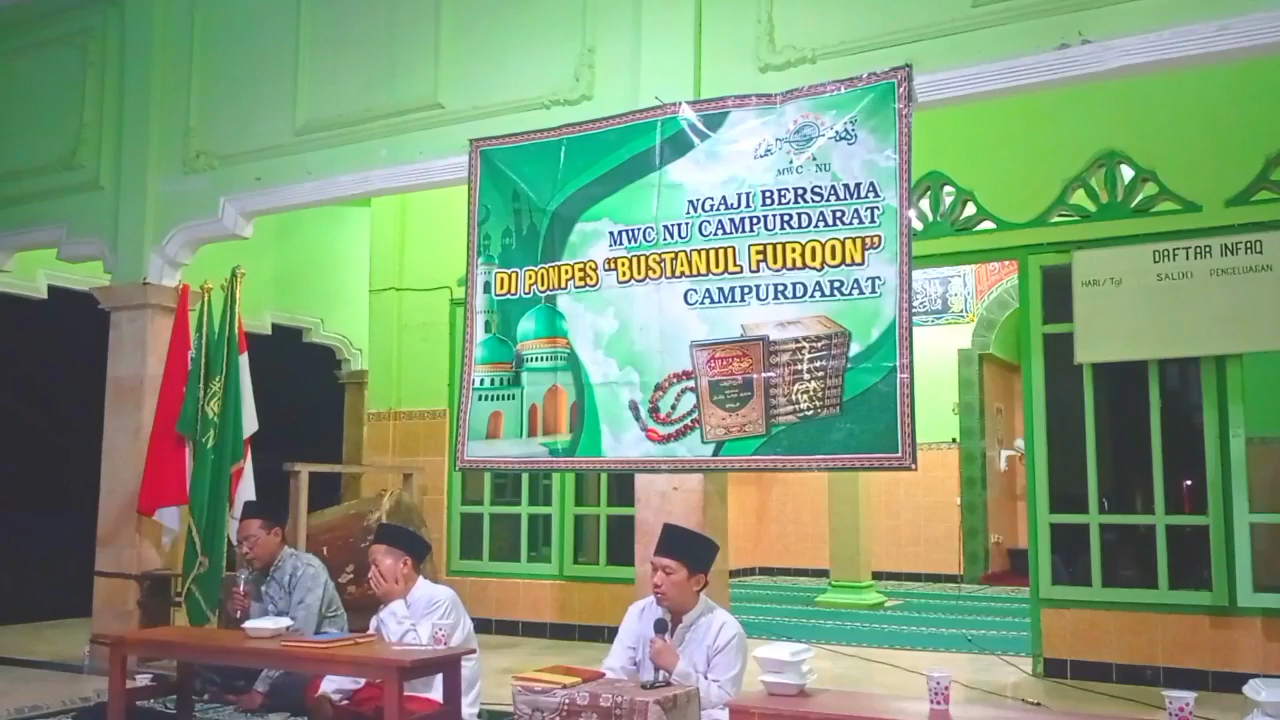 MWC - NU
NGAJI BERSAMA
MWC NU CAMPURDARAT
DI PONPES "BUSTANUL FURQON"
CAMPURDARAT
DAFTAR INFAQ
HARI/Tgl SALDO PENGELUARAN